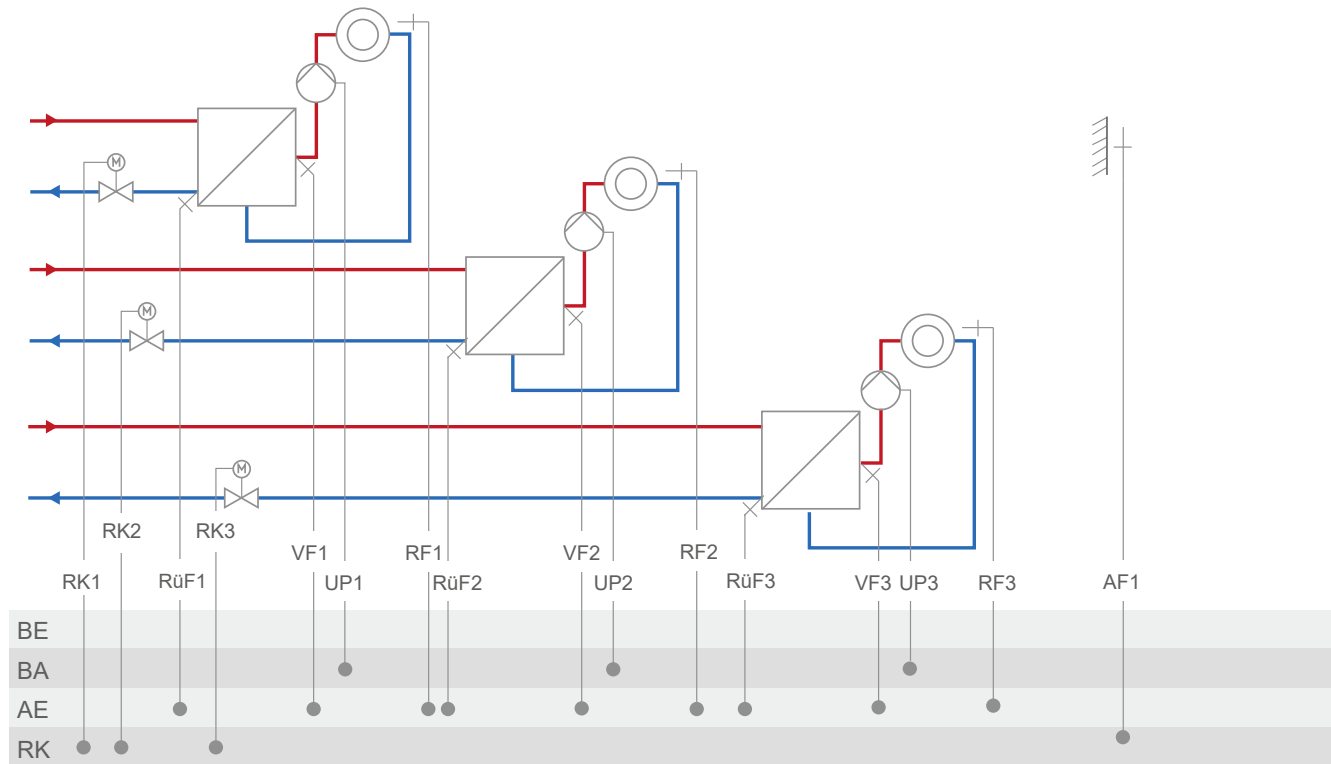 M
M
M
RK2 RK3
VF1 RF1 VF2 RF2
RK1 RüF1 UP1 RüF2 UP2 RüF3 VF3 UP3 RF3 AF1
BE
BA
AE
RK